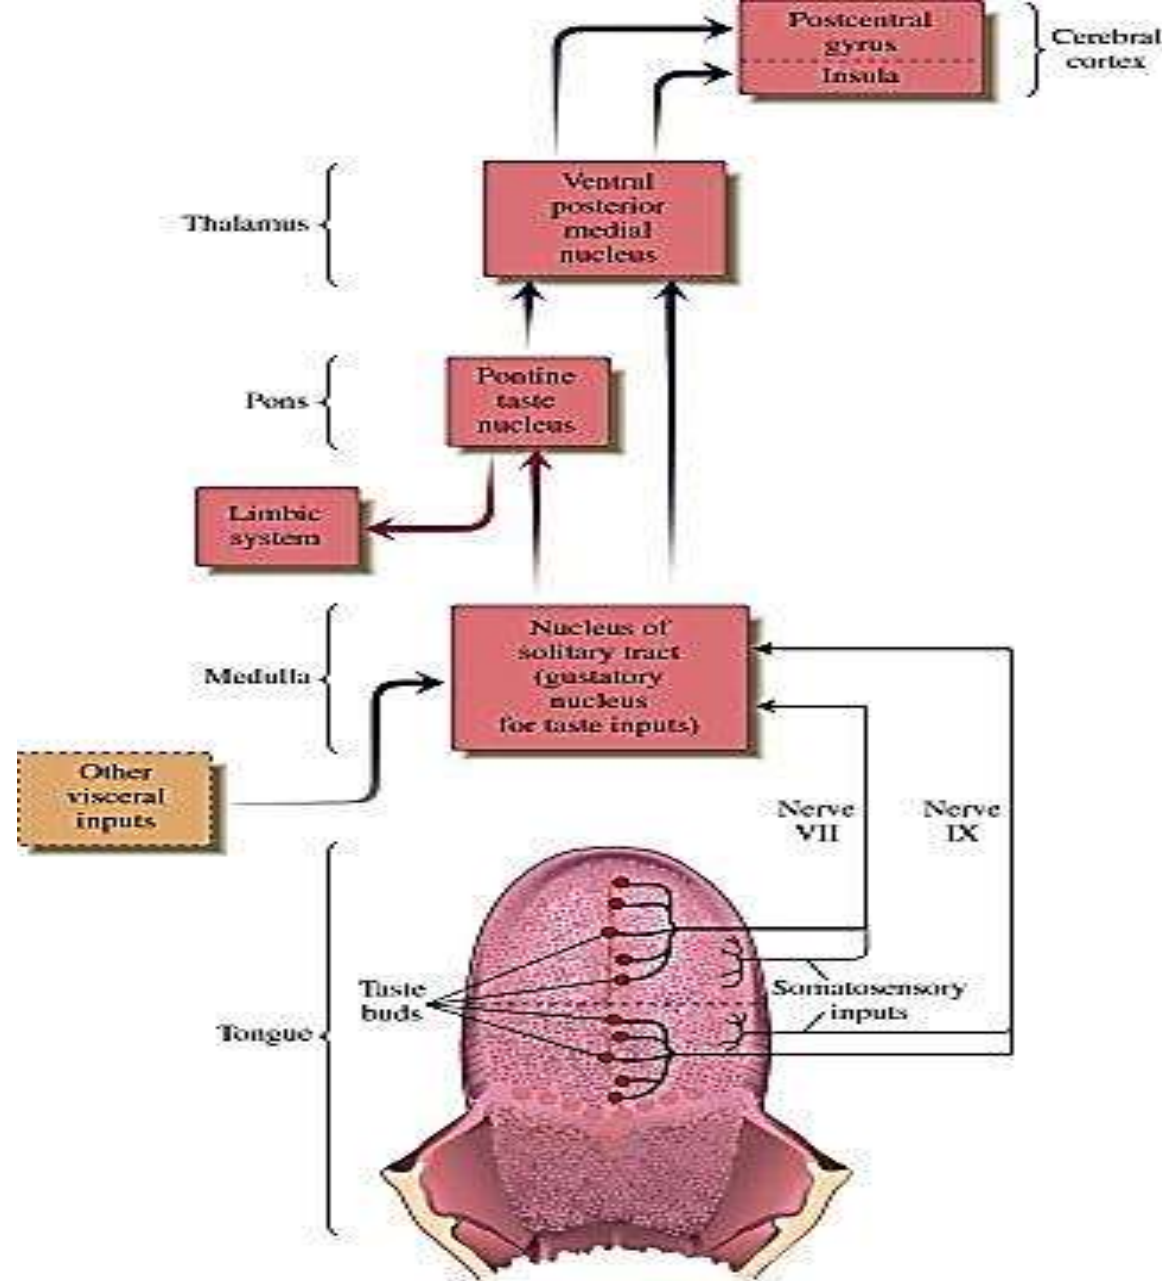 Postcentral
gyrus
Insula
Cerebral
cortex
Ventral
posterior
medial
nucleus
Thalamus
Pontine
taste
nucleus
Pons
Limbic
system
Nucleus of
solitary tract
(gustatory
nucleus
for taste inputs)
Medulla
Other
visceral
inputs
Nerve
VII
Nerve
IX
Taste
buds
Somatosensory
inputs
Tongue